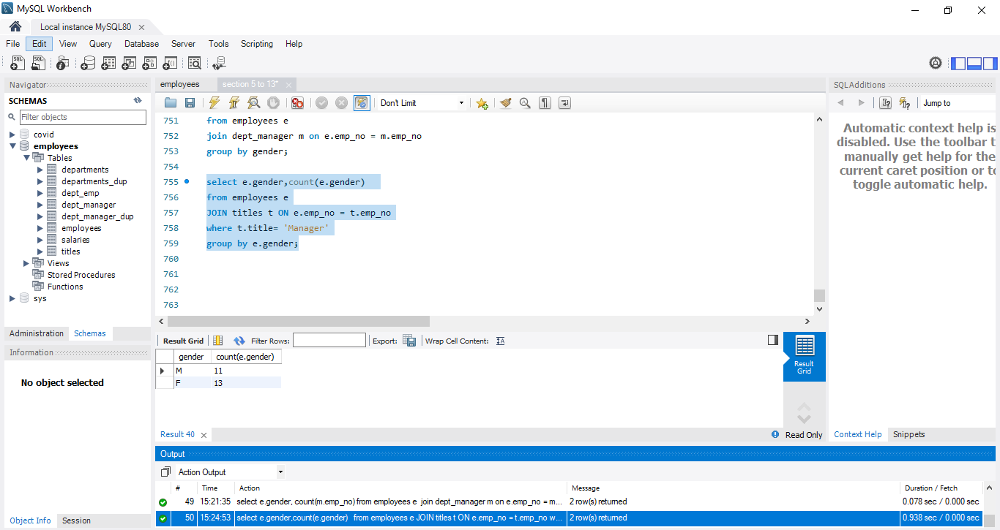 MySQL Workbench
Local instance MySQL80
File Edit View Query Database Server Tools Scripting Help
Navigator
SCHEMAS
Filter objects
covid
employees
Tables
departments
departments_dup
dept_emp
dept_manager
dept_manager_dup
employees
salaries
titles
Views
Stored Procedures
Functions
sys
Administration Schemas
Information
No object selected
Object Info Session
employees section 5 to 13*
Don't Limit
751 from employees e
752 join dept_manager m on e.emp_no = m.emp_no
753 group by gender;
754
755 select e.gender,count(e.gender)
756 from employees e
757 JOIN titles t ON e.emp_no = t.emp_no
758 where t.title= 'Manager'
759 group by e.gender;
760
761
762
763
Result Grid Filter Rows: Export: Wrap Cell Content:
gender count(e.gender)
M 11
F 13
Result
Grid
Result 40
Read Only
SQLAdditions
Jump to
Automatic context help is
disabled. Use the toolbar t
manually get help for the
current caret position or to
toggle automatic help.
Context Help Snippets
Output
Action Output
# Time Action Message Duration / Fetch
49 15:21:35 select e.gender, count(m.emp_no) from employees e join dept_manager m on e.emp_no = m... 2 row(s) returned 0.078 sec / 0.000 sec
50 15:24:53 select e.gender,count(e.gender) from employees e JOIN titles t ON e.emp_no = t.emp_no w... 2 row(s) returned 0.938 sec / 0.000 sec